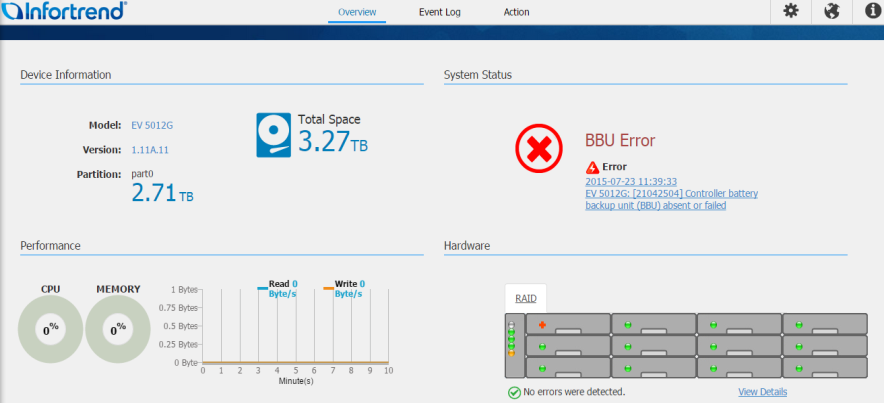 Infortrend®
Overview Event Log Action
Device Information
Model: EV 5012G
Version: 1.11A.11
Partition: part0
2.71 TB
Total Space
3.27 TB
System Status
BBU Error
Error
2015-07-23 11:39:33
EV 5012G: [21042504] Controller battery
backup unit (BBU) absent or failed
Performance
CPU MEMORY
0% 0%
Read 0 Byte/s
Write 0 Byte/s
1 Bytes
0.75 Bytes
0.5 Bytes
0.25 Bytes
0 Byte
0 1 2 3 4 5 6 7 8 9 10
Minute(s)
Hardware
RAID
No errors were detected. View Details